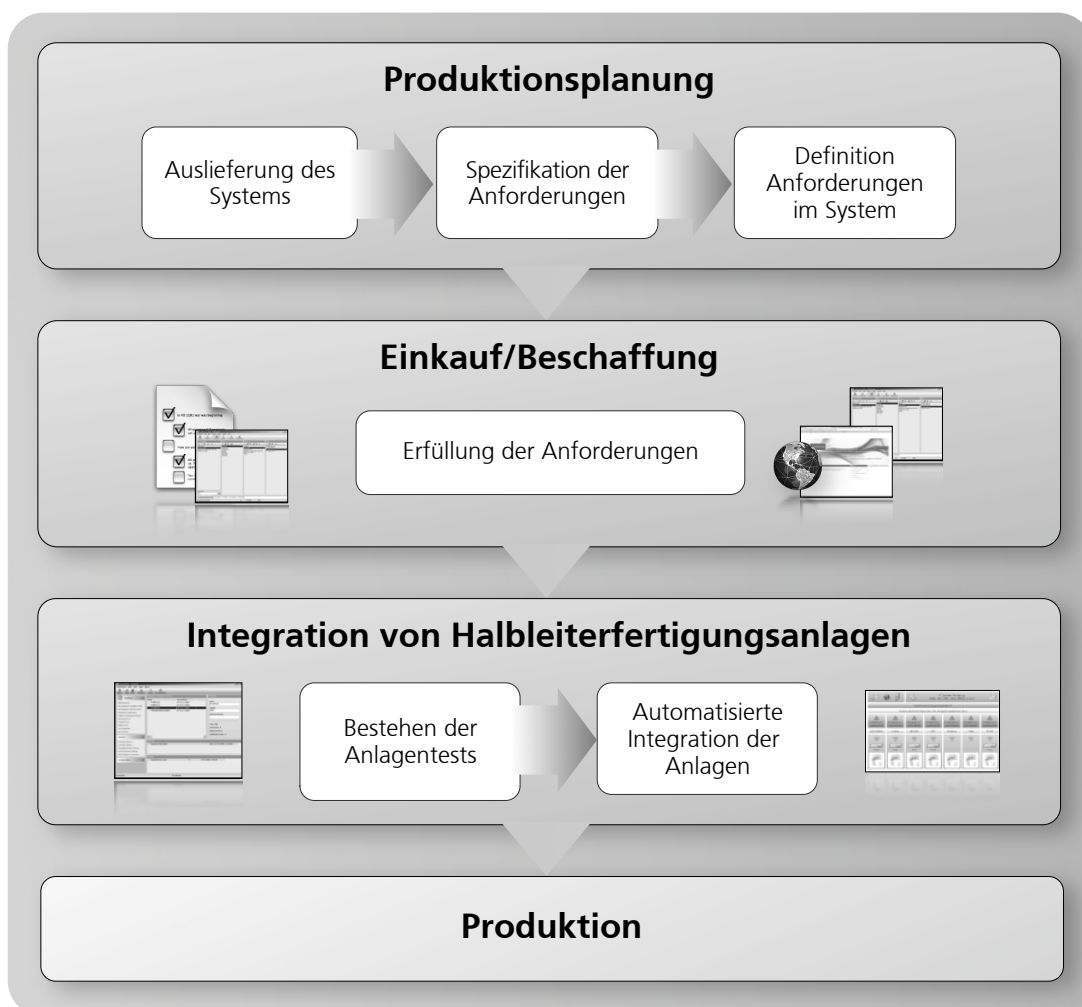 Produktionsplanung
Auslieferung des
Systems
Spezifikation der
Anforderungen
Definition
Anforderungen
im System
Einkauf/Beschaffung
Erfüllung der Anforderungen
Integration von Halbleiterfertigungsanlagen
Bestehen der
Anlagentests
Automatisierte
Integration der
Anlagen
Produktion